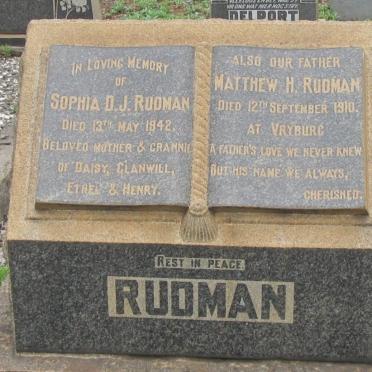 DELPORT
IN LOVING MEMORY
OF
SOPHIA D.J. RUDMAN
DIED 13TH MAY 1942.
BELOVED MOTHER & GRANNIE
OF DAISY, GLANWILL,
ETHEL & HENRY.
ALSO OUR FATHER
MATTHEW H. RUDMAN
DIED 12TH SEPTEMBER 1910.
AT VRYBURG
A FATHER'S LOVE WE NEVER KNEW
BUT HIS NAME WE ALWAYS,
CHERISHED.
REST IN PEACE.
RUDMAN